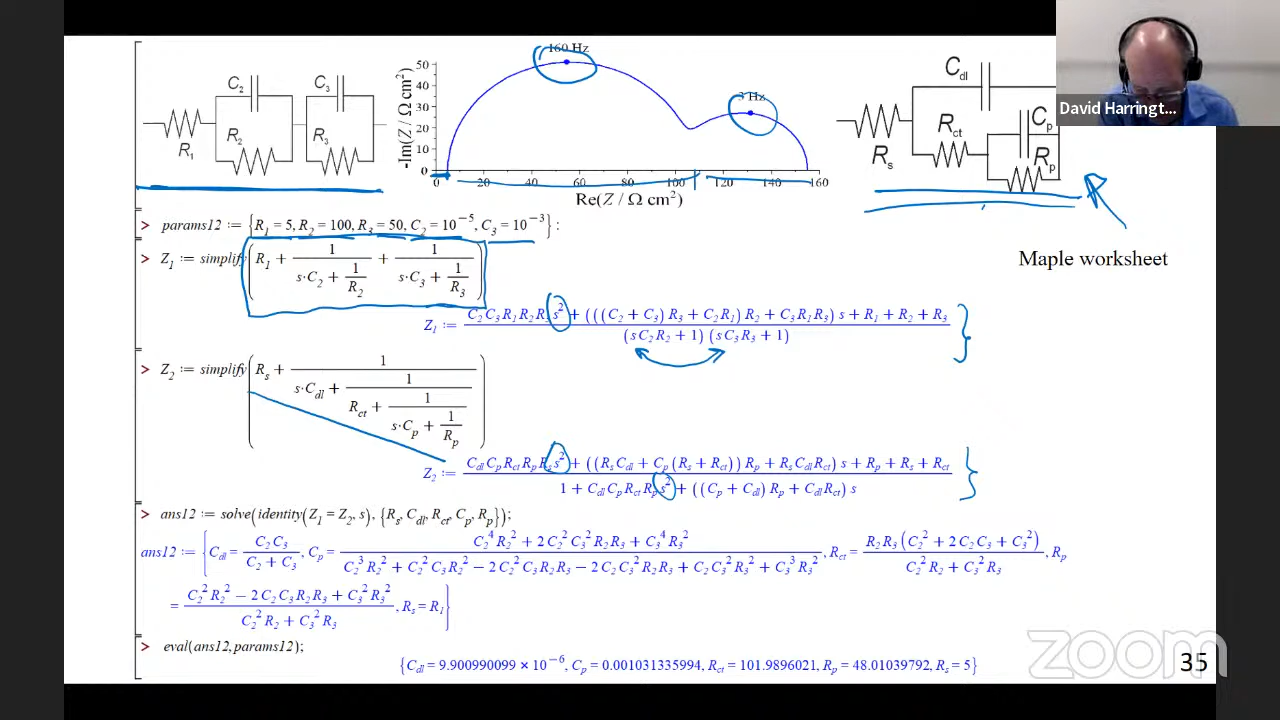 C2
C3
R1
R2
R3
-Im(Z / Ω cm²)
50
40
30
20
10
0
160 Hz
3 Hz
0 20 40 60 80 100 120 140 160
Re(Z / Ω cm²)
Cdl
Rs
Rct
Cp
Rp
David Harringt...
R
Maple worksheet
> params12 := {R1 = 5, R2 = 100, R3 = 50, C2 = 10^-5, C3 = 10^-3} :
> Z1 := simplify(R1 + 1/(s·C2 + 1/R2) + 1/(s·C3 + 1/R3))
Z1 := (C2 C3 R1 R2 R3 s² + (((C2 + C3) R3 + C2 R1) R2 + C3 R1 R3) s + R1 + R2 + R3)/((s C2 R2 + 1) (s C3 R3 + 1))
> Z2 := simplify(Rs + 1/(s·Cdl + 1/(Rct + 1/(s·Cp + 1/Rp))))
Z2 := (Cdl Cp Rct Rp Rs s² + ((Rs Cdl + Cp (Rs + Rct)) Rp + Rs Cdl Rct) s + Rp + Rs + Rct)/(1 + Cdl Cp Rct Rp s² + ((Cp + Cdl) Rp + Cdl Rct) s)
> ans12 := solve(identity(Z1 = Z2, s), {Rs, Cdl, Rct, Cp, Rp});
ans12 := {Cdl = C2 C3/(C2 + C3), Cp = (C2^4 R2² + 2 C2² C3² R2 R3 + C3^4 R3²)/(C2³ R2² + C2² C3 R2² − 2 C2² C3 R2 R3 − 2 C2 C3² R2 R3 + C2 C3² R3² + C3³ R3²), Rct = R2 R3 (C2² + 2 C2 C3 + C3²)/(C2² R2 + C3² R3), Rp
= (C2² R2² − 2 C2 C3 R2 R3 + C3² R3²)/(C2² R2 + C3² R3), Rs = R1}
> eval(ans12, params12);
{Cdl = 9.900990099 × 10^-6, Cp = 0.001031335994, Rct = 101.9896021, Rp = 48.01039792, Rs = 5}
zoom
35